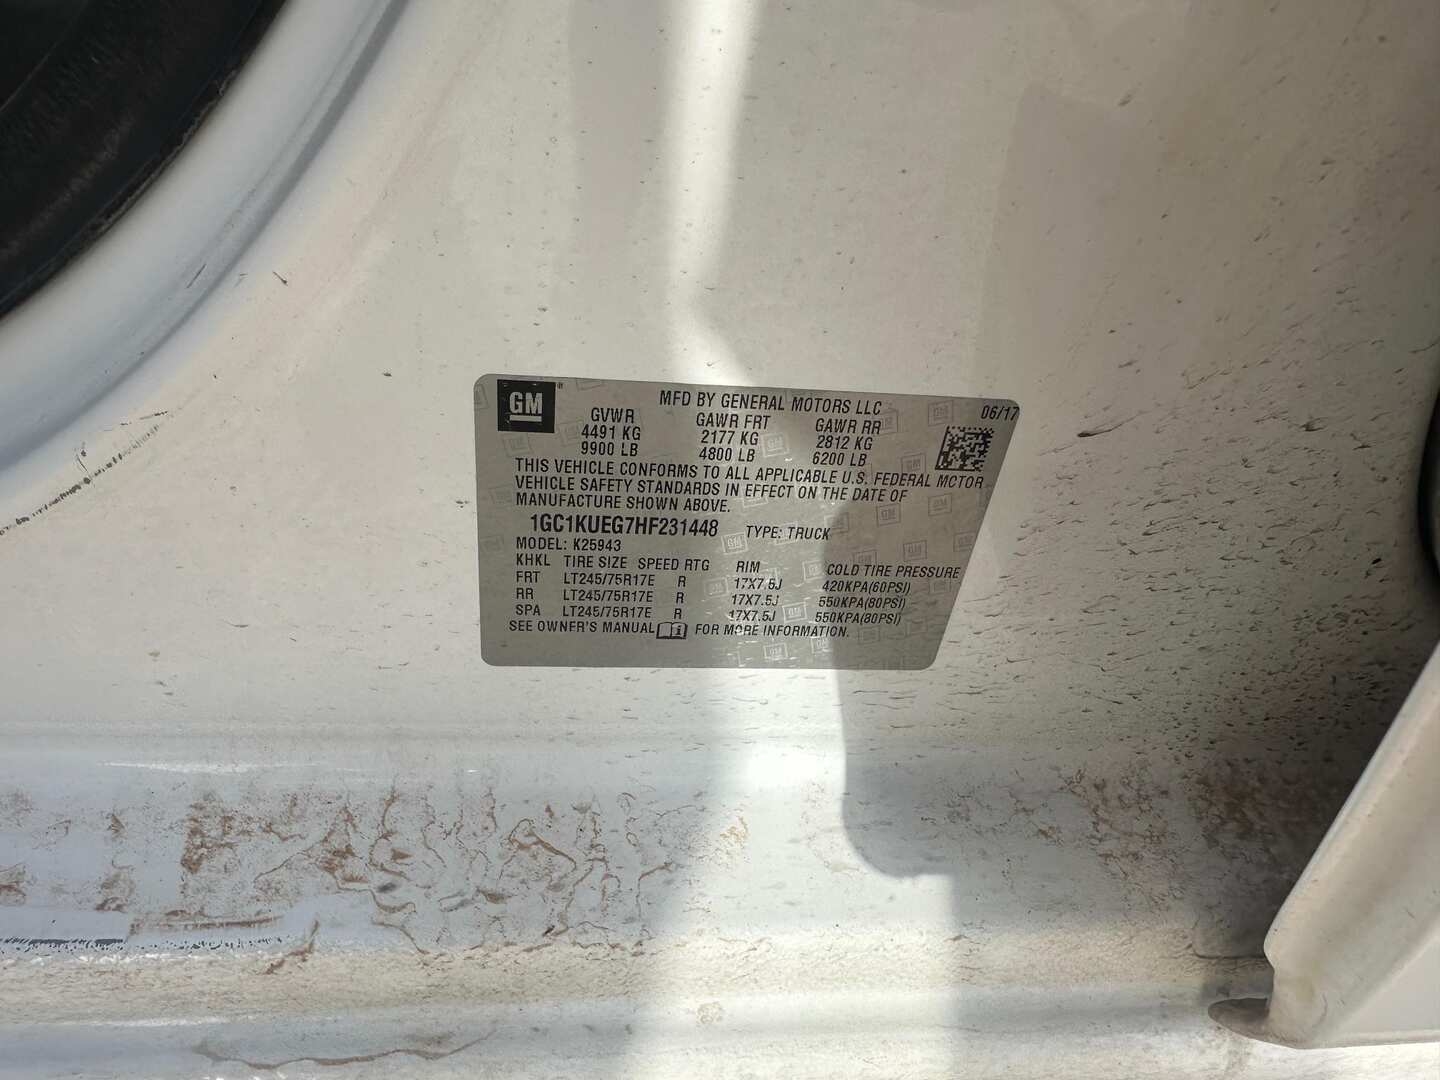 GM
MFD BY GENERAL MOTORS LLC 06/17
GVWR GAWR FRT GAWR RR
4491 KG 2177 KG 2812 KG
9900 LB 4800 LB 6200 LB
THIS VEHICLE CONFORMS TO ALL APPLICABLE U.S. FEDERAL MOTOR
VEHICLE SAFETY STANDARDS IN EFFECT ON THE DATE OF
MANUFACTURE SHOWN ABOVE.
1GC1KUEG7HF231448 TYPE: TRUCK
MODEL: K25943
KHKL TIRE SIZE SPEED RTG RIM COLD TIRE PRESSURE
FRT LT245/75R17E R 17X7.5J 420KPA(60PSI)
RR LT245/75R17E R 17X7.5J 550KPA(80PSI)
SPA LT245/75R17E R 17X7.5J 550KPA(80PSI)
SEE OWNER'S MANUAL FOR MORE INFORMATION.